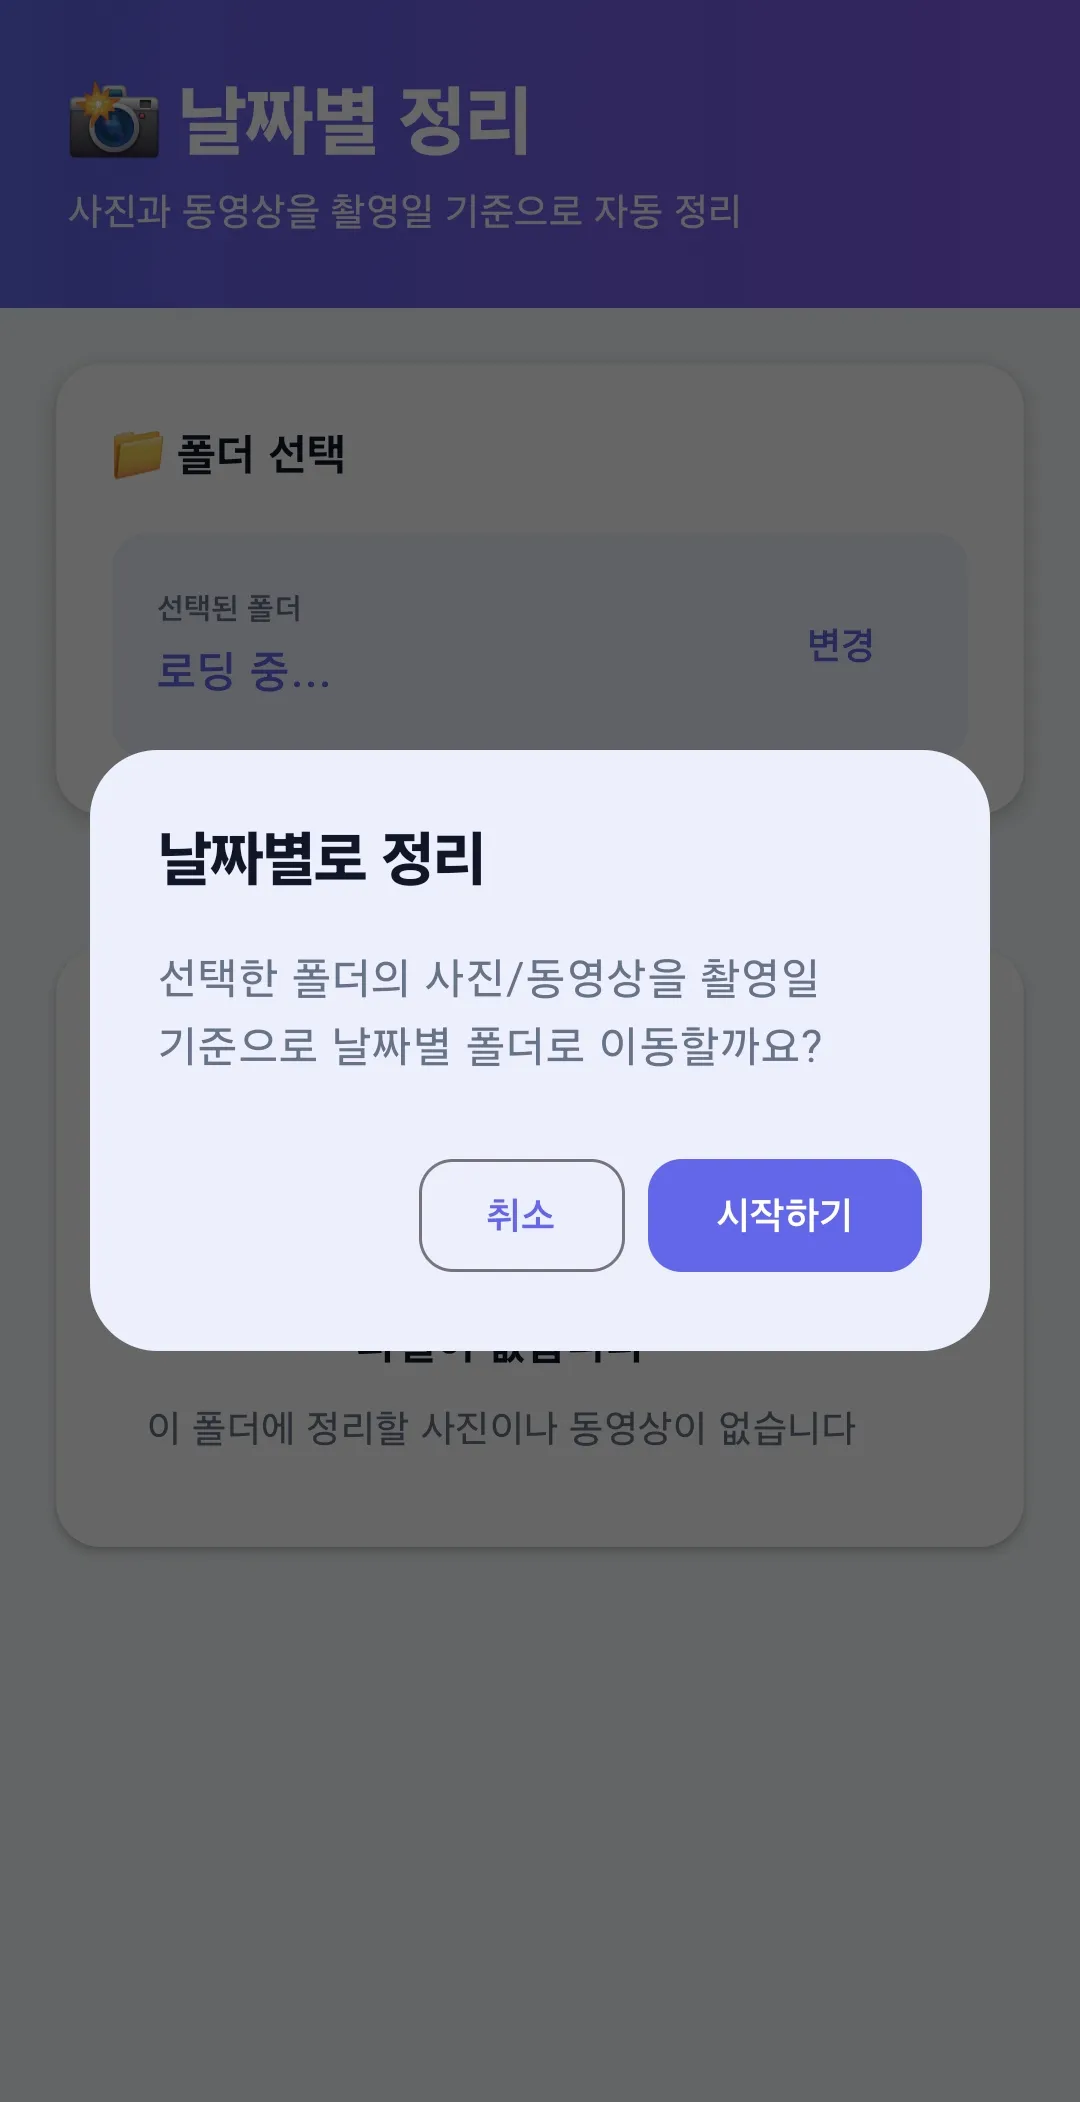 날짜별 정리
사진과 동영상을 촬영일 기준으로 자동 정리
폴더 선택
선택된 폴더
로딩 중...
변경
날짜별로 정리
선택한 폴더의 사진/동영상을 촬영일
기준으로 날짜별 폴더로 이동할까요?
취소
시작하기
이 폴더에 정리할 사진이나 동영상이 없습니다